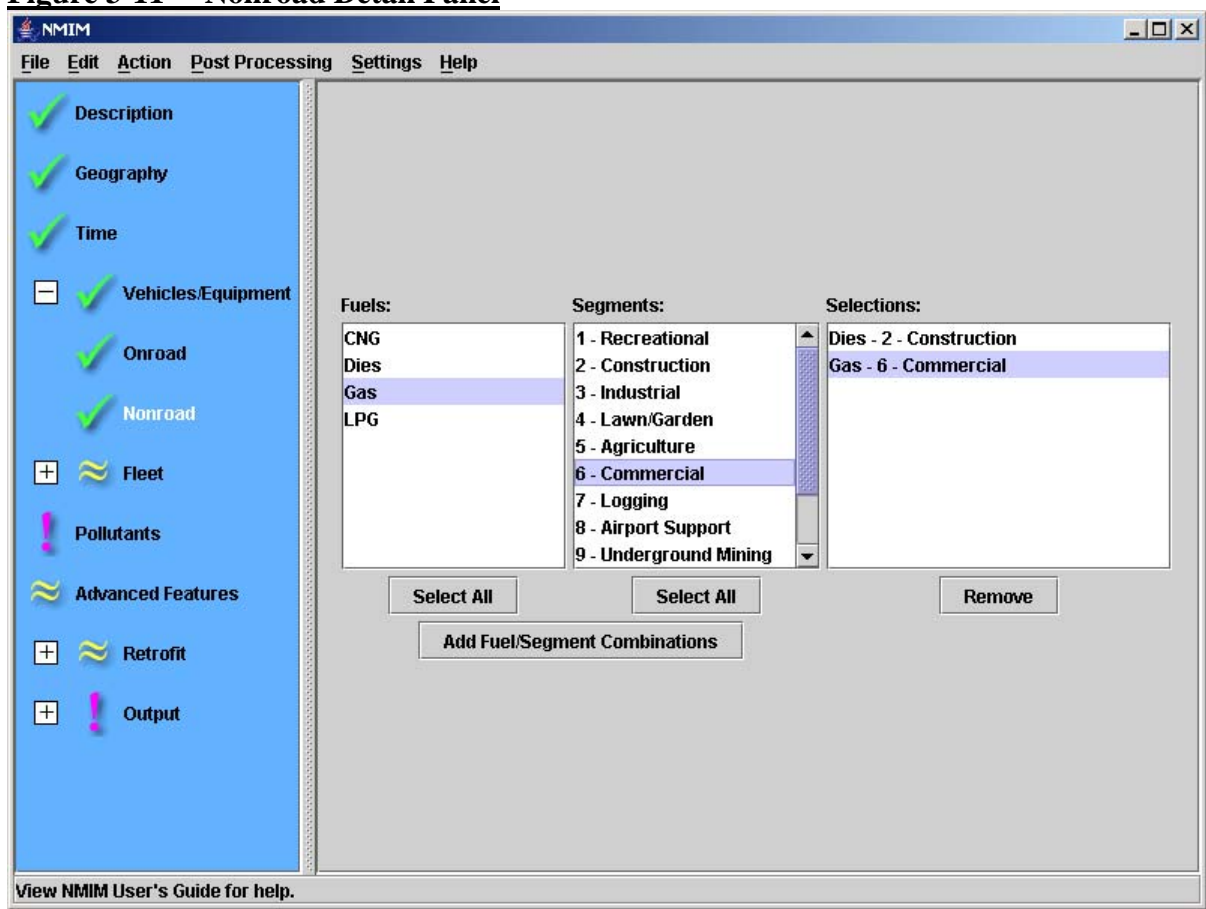 Figure 3-11 Nonroad Detail Panel
NMIM
File Edit Action Post Processing Settings Help
Description
Geography
Time
Vehicles/Equipment
Onroad
Nonroad
Fleet
Pollutants
Advanced Features
Retrofit
Output
Fuels:
CNG
Dies
Gas
LPG
Select All
Segments:
1 - Recreational
2 - Construction
3 - Industrial
4 - Lawn/Garden
5 - Agriculture
6 - Commercial
7 - Logging
8 - Airport Support
9 - Underground Mining
Select All
Add Fuel/Segment Combinations
Selections:
Dies - 2 - Construction
Gas - 6 - Commercial
Remove
View NMIM User's Guide for help.